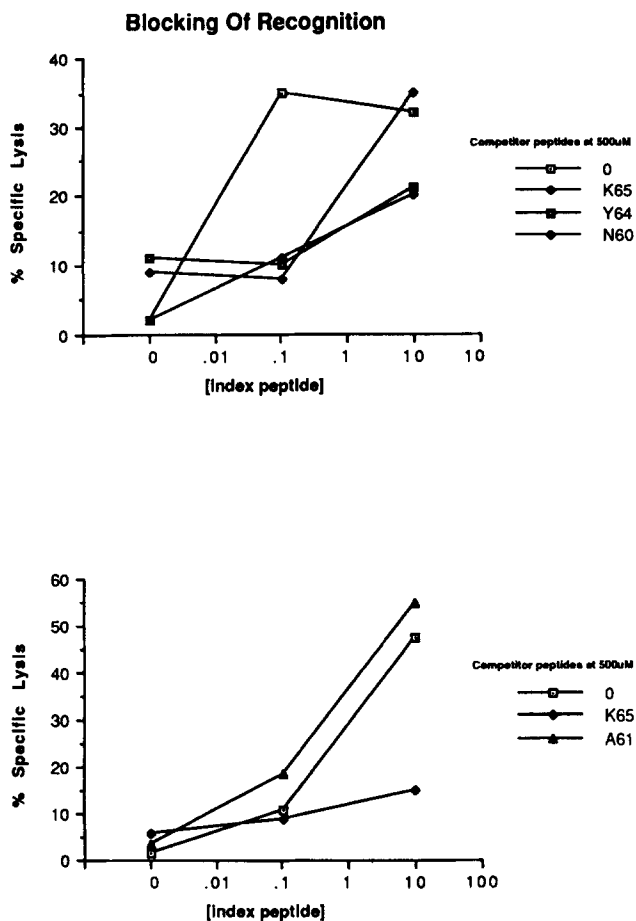 Blocking Of Recognition
40
30
20
10
0
% Specific Lysis
0 .01 .1 1 10 10
[Index peptide]
Competitor peptides at 500uM
0
K65
Y64
N60
60
50
40
30
20
10
0
% Specific Lysis
0 .01 .1 1 10 100
[Index peptide]
Competitor peptides at 500uM
0
K65
A61